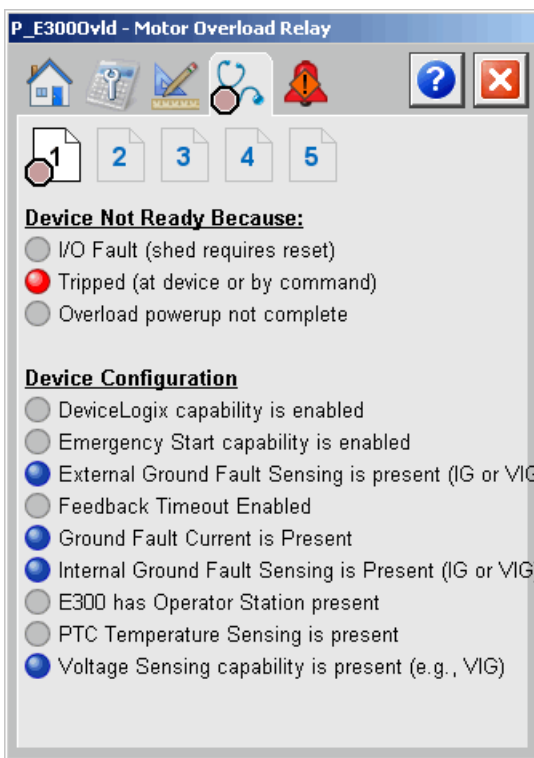 P_E300Ovld - Motor Overload Relay
?
1 2 3 4 5
Device Not Ready Because:
I/O Fault (shed requires reset)
Tripped (at device or by command)
Overload powerup not complete
Device Configuration
DeviceLogix capability is enabled
Emergency Start capability is enabled
External Ground Fault Sensing is present (IG or VIG
Feedback Timeout Enabled
Ground Fault Current is Present
Internal Ground Fault Sensing is Present (IG or VIG
E300 has Operator Station present
PTC Temperature Sensing is present
Voltage Sensing capability is present (e.g., VIG)